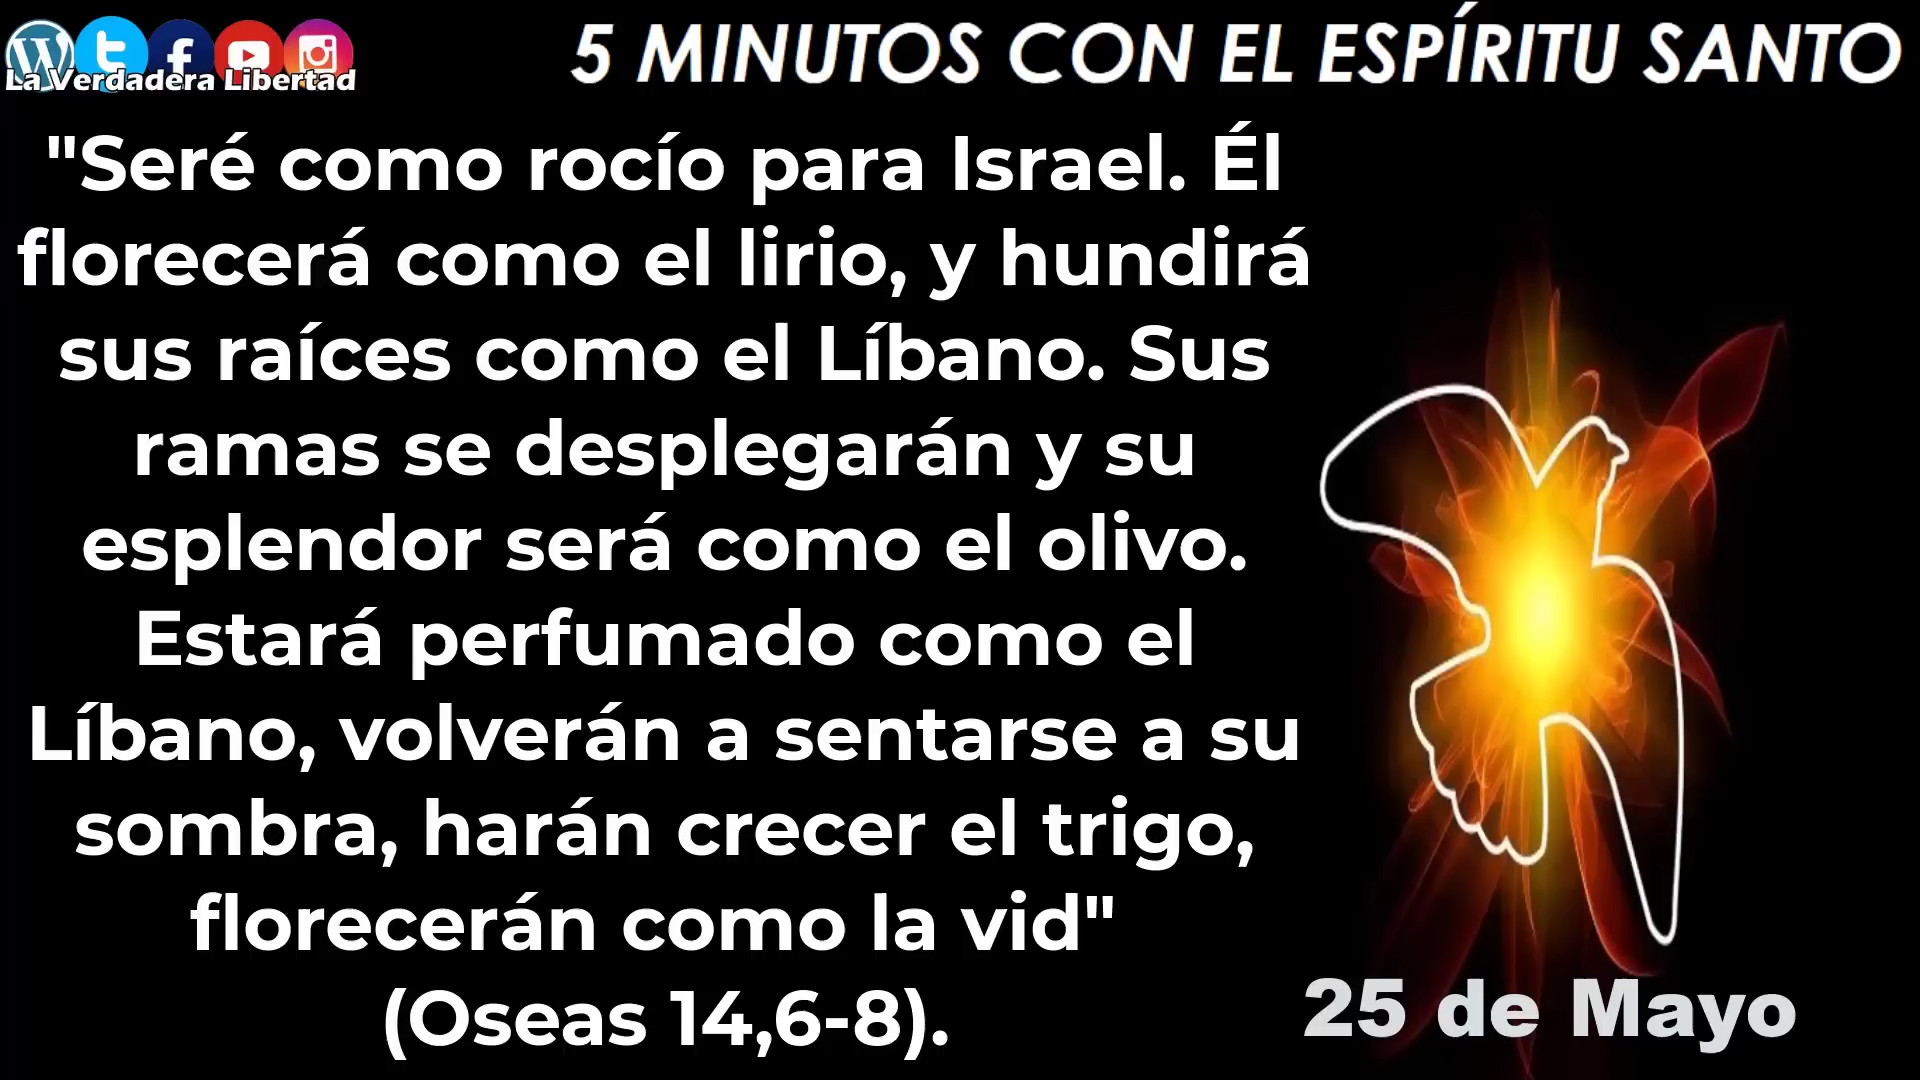 La Verdadera Libertad
5 MINUTOS CON EL ESPÍRITU SANTO
"Seré como rocío para Israel. Él
florecerá como el lirio, y hundirá
sus raíces como el Líbano. Sus
ramas se desplegarán y su
esplendor será como el olivo.
Estará perfumado como el
Líbano, volverán a sentarse a su
sombra, harán crecer el trigo,
florecerán como la vid"
(Oseas 14,6-8).
25 de Mayo